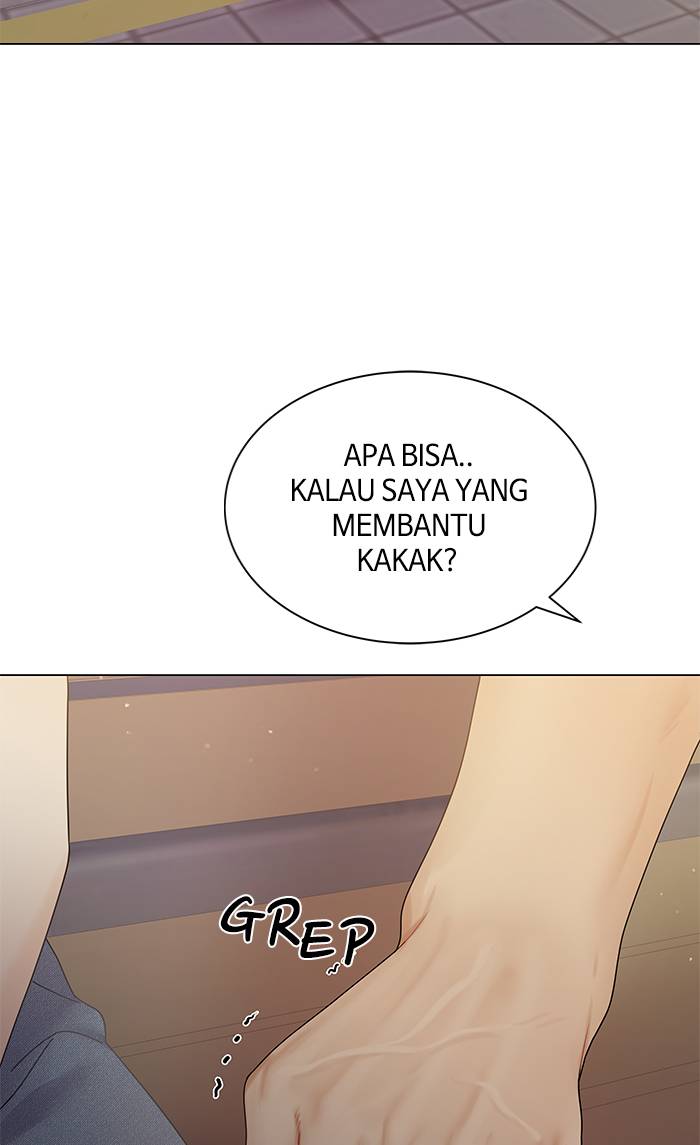 APA BISA..
KALAU SAYA YANG
MEMBANTU
KAKAK?
GREP